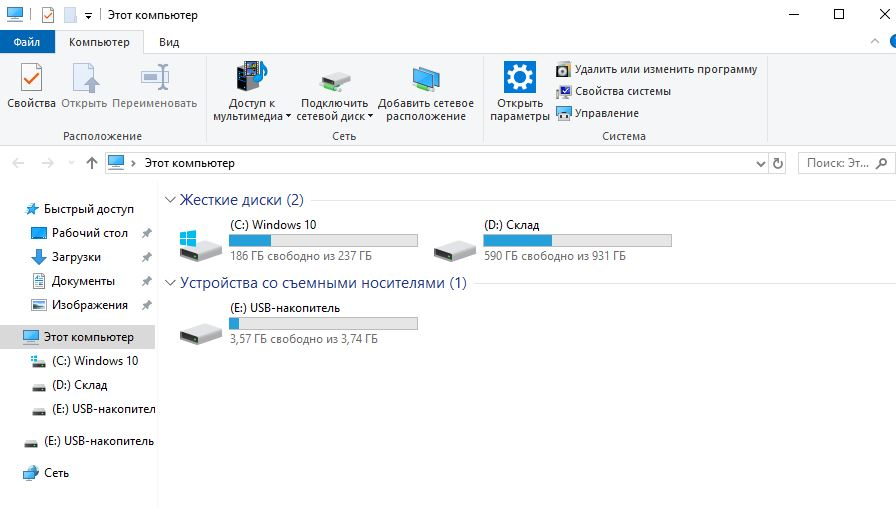 Этот компьютер
Файл
Компьютер
Вид
Свойства
Открыть
Переименовать
Расположение
Доступ к
мультимедиа
Подключить
сетевой диск
Добавить сетевое
расположение
Сеть
Открыть
параметры
Удалить или изменить программу
Свойства системы
Управление
Система
Этот компьютер
Поиск: Эт...
Быстрый доступ
Рабочий стол
Загрузки
Документы
Изображения
Этот компьютер
(C:) Windows 10
(D:) Склад
(E:) USB-накопител
(E:) USB-накопитель
Сеть
Жесткие диски (2)
(C:) Windows 10
186 ГБ свободно из 237 ГБ
(D:) Склад
590 ГБ свободно из 931 ГБ
Устройства со съемными носителями (1)
(E:) USB-накопитель
3,57 ГБ свободно из 3,74 ГБ